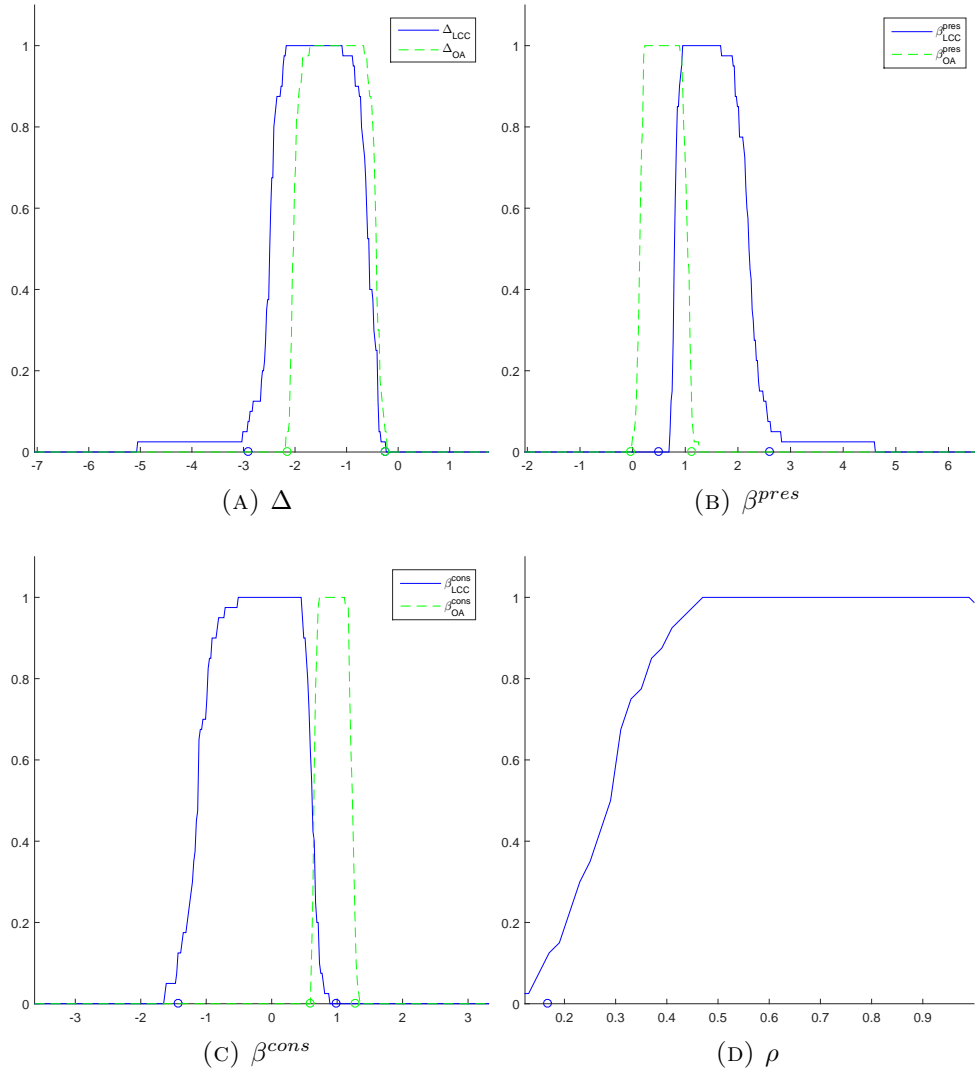 1
0.8
0.6
0.4
0.2
0
-7 -6 -5 -4 -3 -2 -1 0 1
Δ_LCC
Δ_OA
(A) Δ
1
0.8
0.6
0.4
0.2
0
-2 -1 0 1 2 3 4 5 6
β^pres_LCC
β^pres_OA
(B) β^pres
1
0.8
0.6
0.4
0.2
0
-3 -2 -1 0 1 2 3
β^cons_LCC
β^cons_OA
(C) β^cons
1
0.8
0.6
0.4
0.2
0
0.2 0.3 0.4 0.5 0.6 0.7 0.8 0.9
(D) ρ